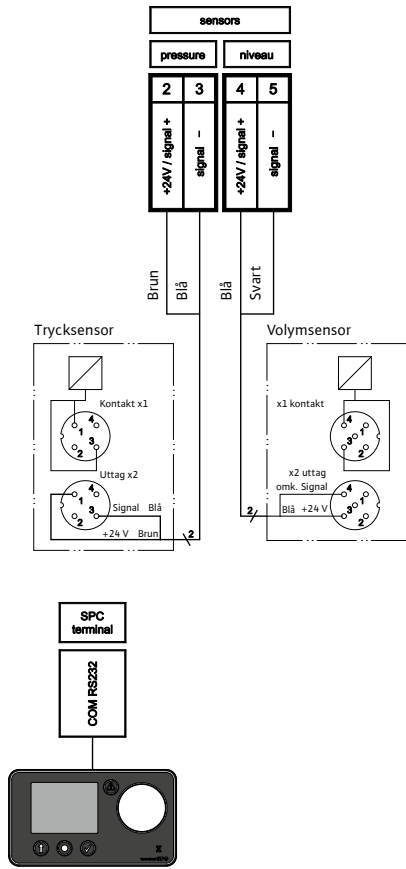 sensors
pressure
niveau
2
3
4
5
+24V / signal +
signal –
+24V / signal +
signal –
Brun
Blå
Blå
Svart
Trycksensor
Volymsensor
Kontakt x1
4
1
3
2
Uttag x2
4
1
3
2
Signal Blå
+24 V Brun
2
x1 kontakt
4
1
3
2
x2 uttag
omk. Signal
Blå +24 V
4
1
3
2
2
SPC
terminal
COM RS232